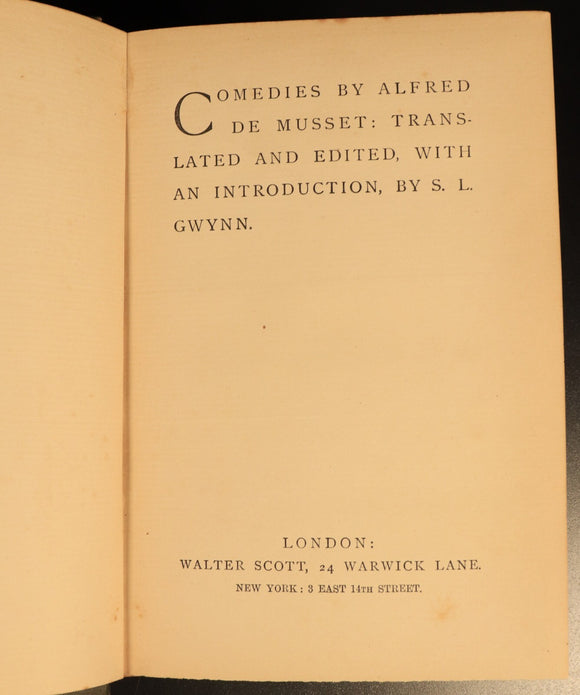 COMEDIES BY ALFRED
DE MUSSET: TRANS-
LATED AND EDITED, WITH
AN INTRODUCTION, BY S. L.
GWYNN.
LONDON:
WALTER SCOTT, 24 WARWICK LANE.
NEW YORK: 3 EAST 14TH STREET.